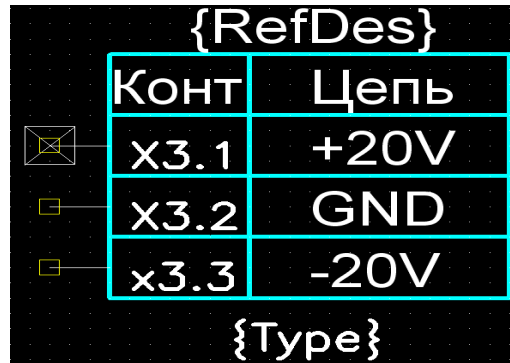 {RefDes}
Конт Цепь
X3.1 +20V
X3.2 GND
x3.3 -20V
{Type}